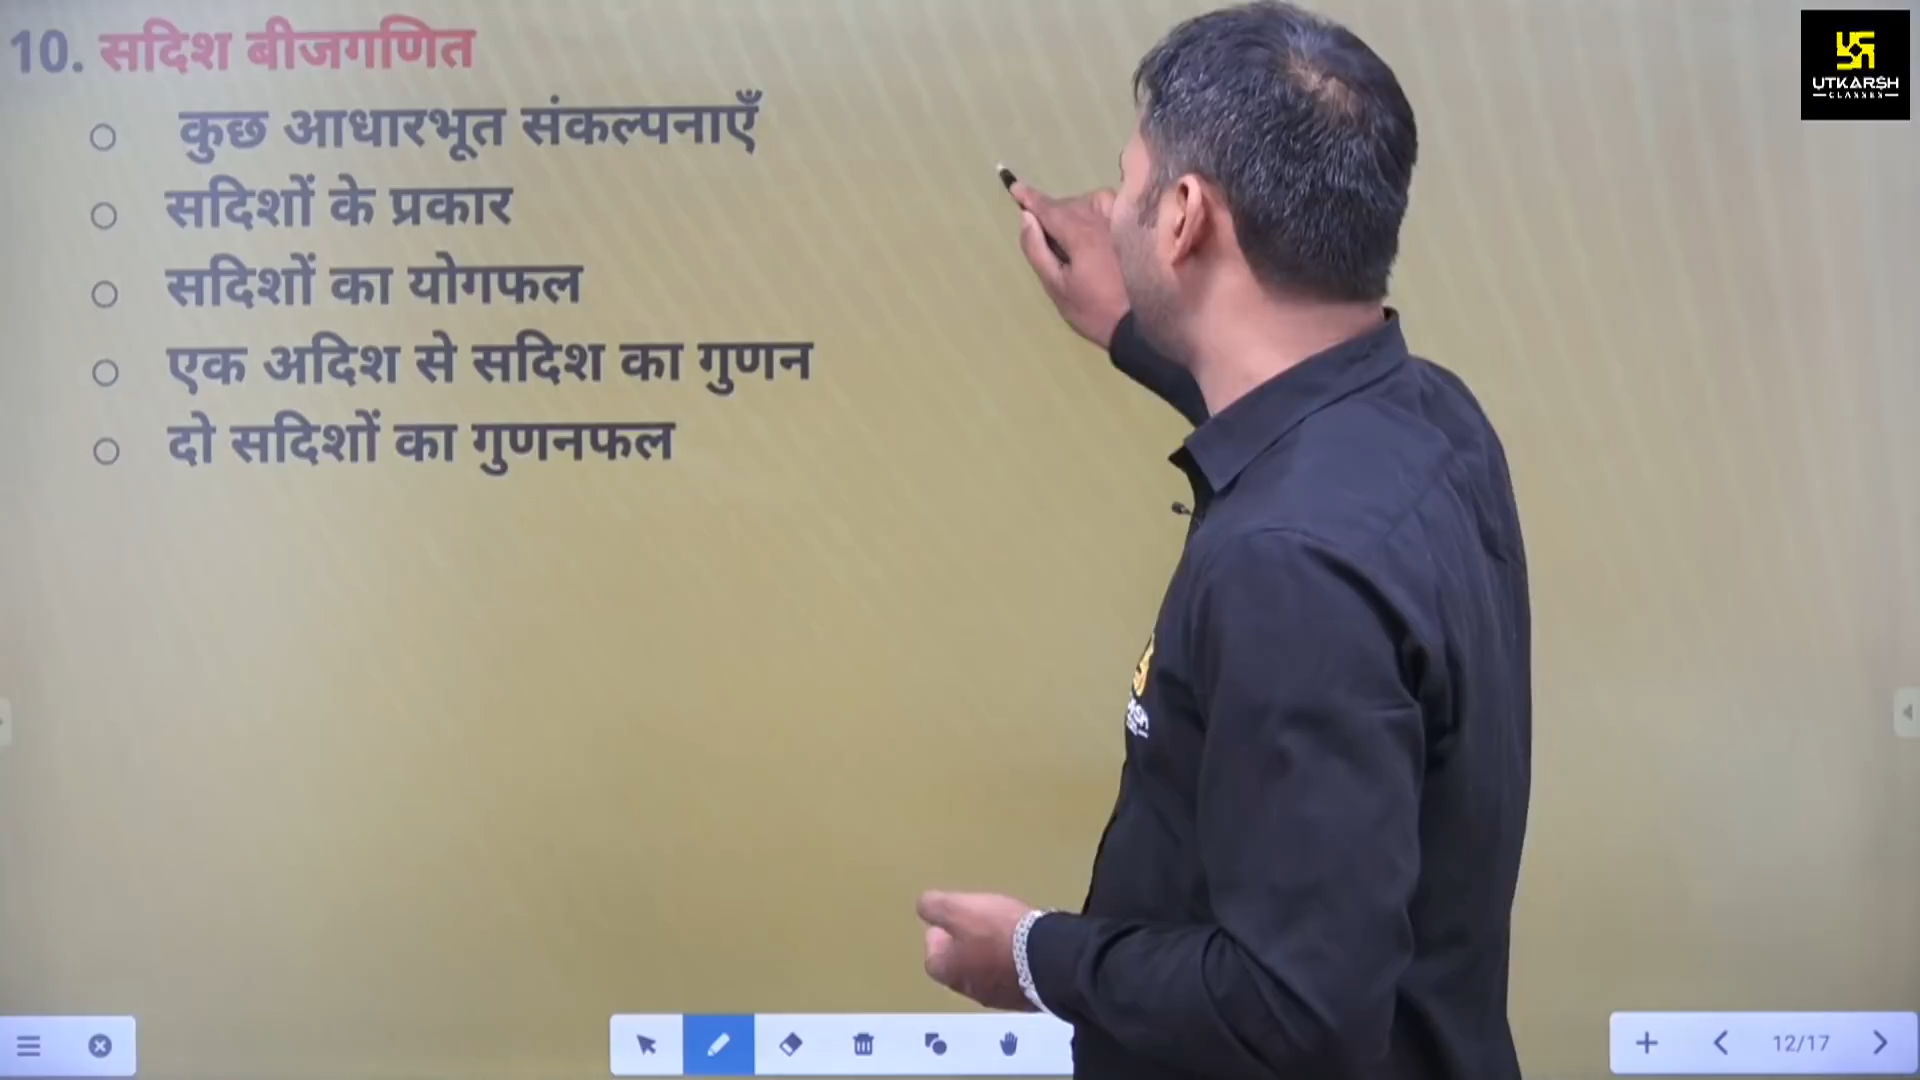 10. सदिश बीजगणित
कुछ आधारभूत संकल्पनाएँ
सदिशों के प्रकार
सदिशों का योगफल
एक अदिश से सदिश का गुणन
दो सदिशों का गुणनफल
UTKARSH
CLASSES
12/17